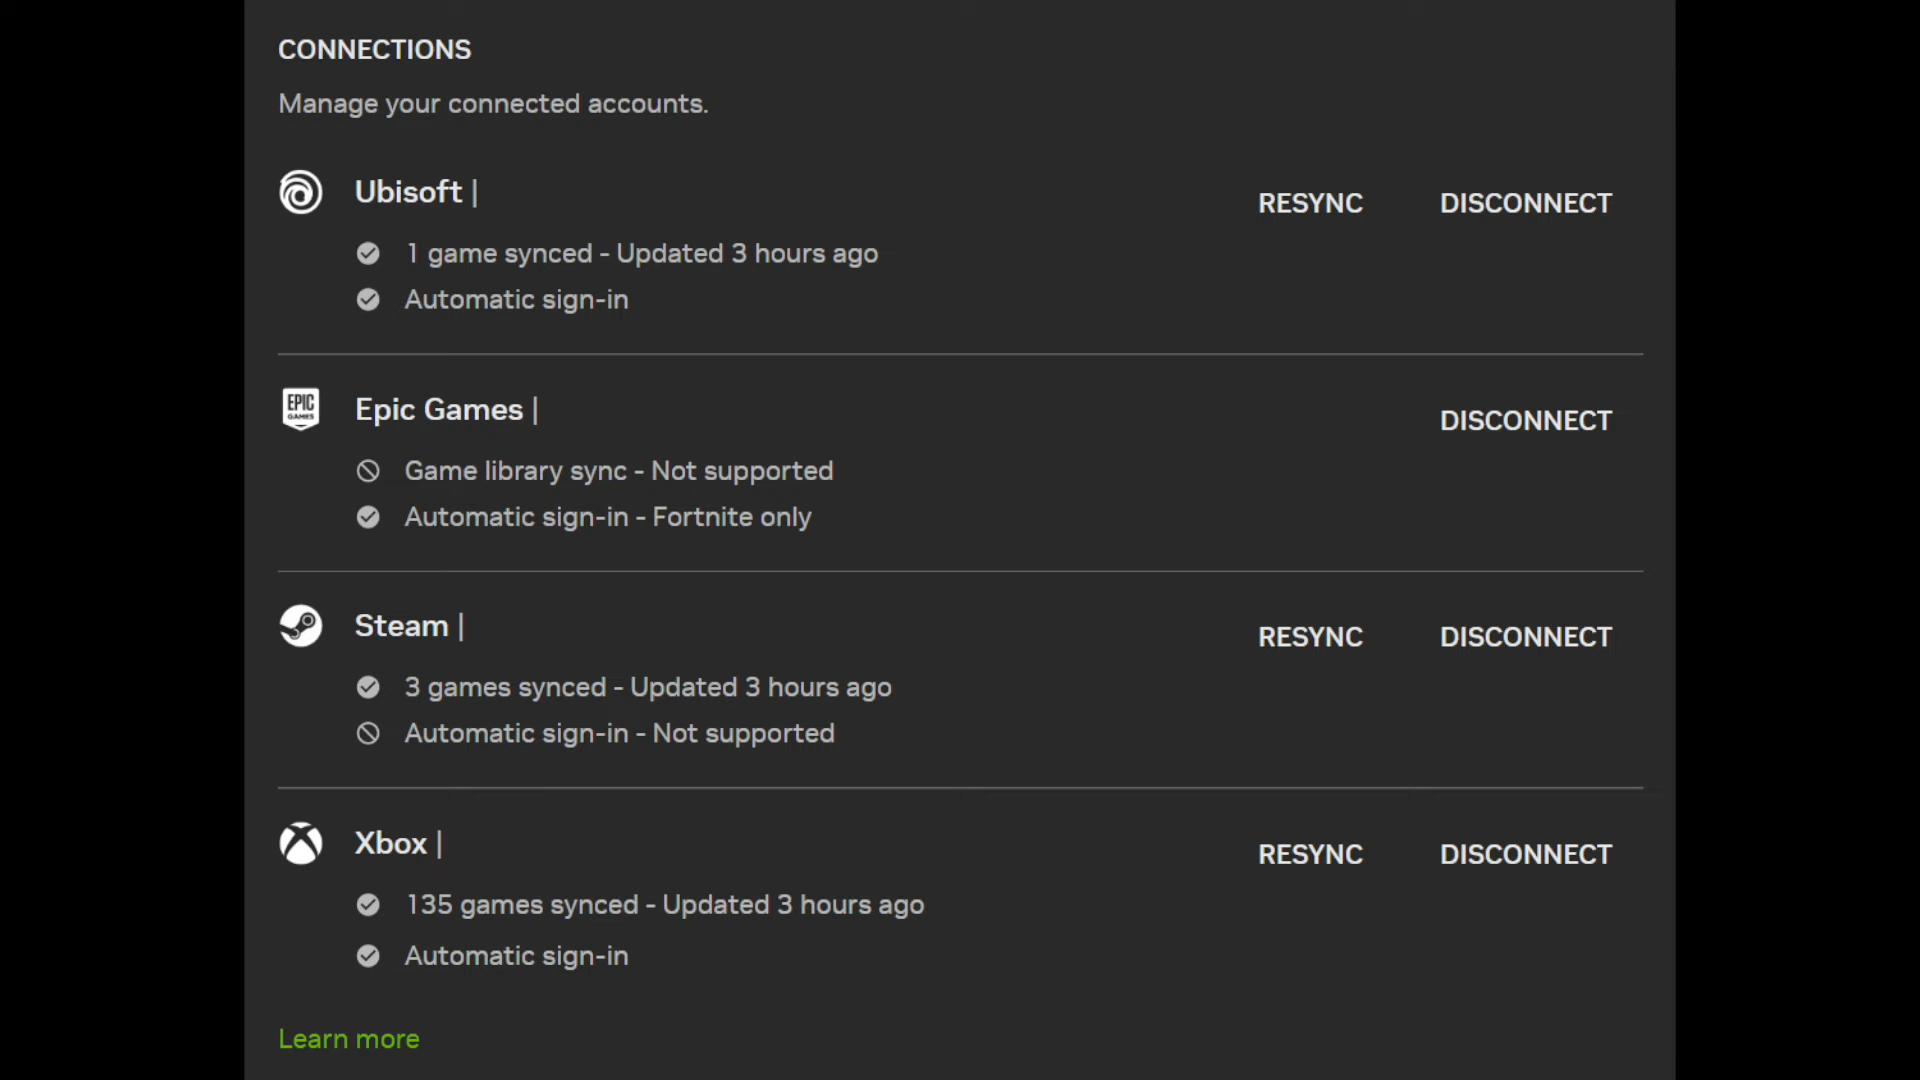 CONNECTIONS
Manage your connected accounts.
Ubisoft | RESYNC DISCONNECT
1 game synced - Updated 3 hours ago
Automatic sign-in
EPIC GAMES Epic Games | DISCONNECT
Game library sync - Not supported
Automatic sign-in - Fortnite only
Steam | RESYNC DISCONNECT
3 games synced - Updated 3 hours ago
Automatic sign-in - Not supported
Xbox | RESYNC DISCONNECT
135 games synced - Updated 3 hours ago
Automatic sign-in
Learn more